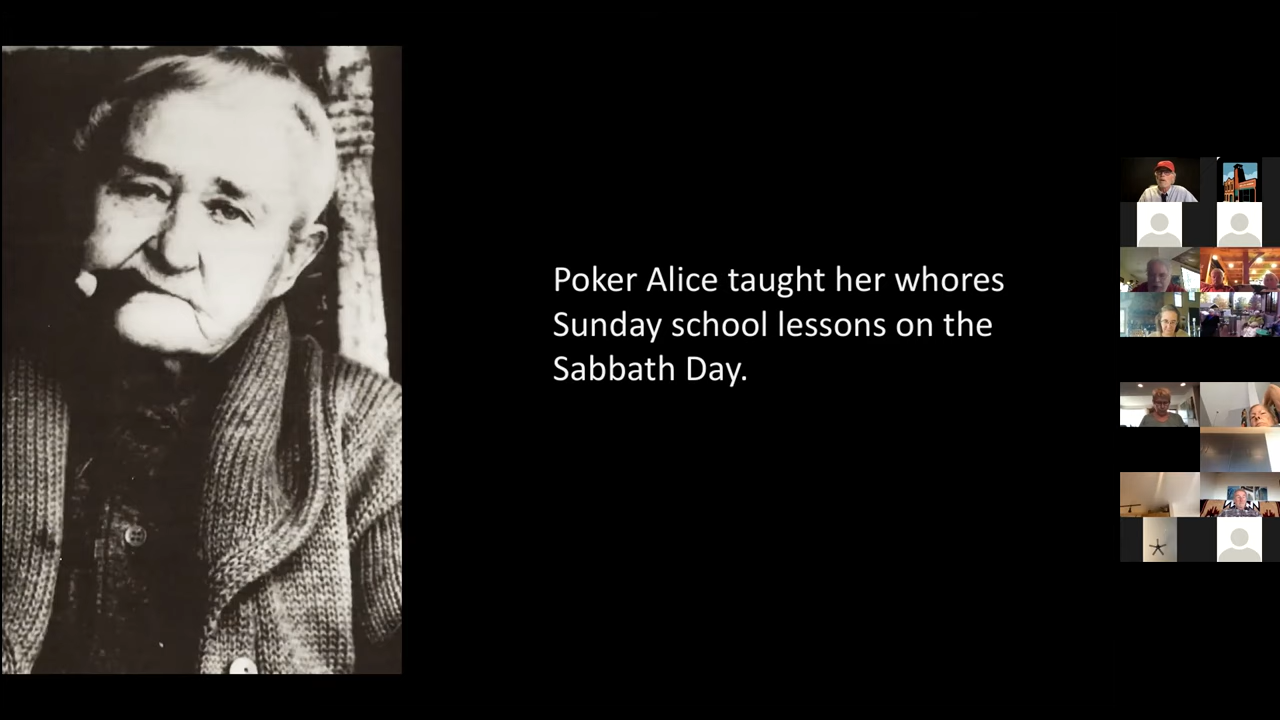 Poker Alice taught her whores
Sunday school lessons on the
Sabbath Day.